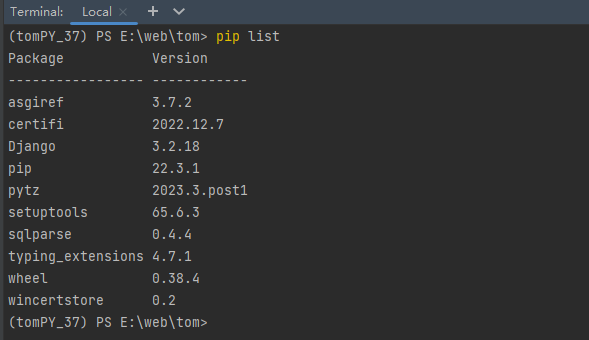 Terminal: Local × + ∨
(tomPY_37) PS E:\web\tom> pip list
Package           Version
----------------- ------------
asgiref           3.7.2
certifi           2022.12.7
Django            3.2.18
pip               22.3.1
pytz              2023.3.post1
setuptools        65.6.3
sqlparse          0.4.4
typing_extensions 4.7.1
wheel             0.38.4
wincertstore      0.2
(tomPY_37) PS E:\web\tom>